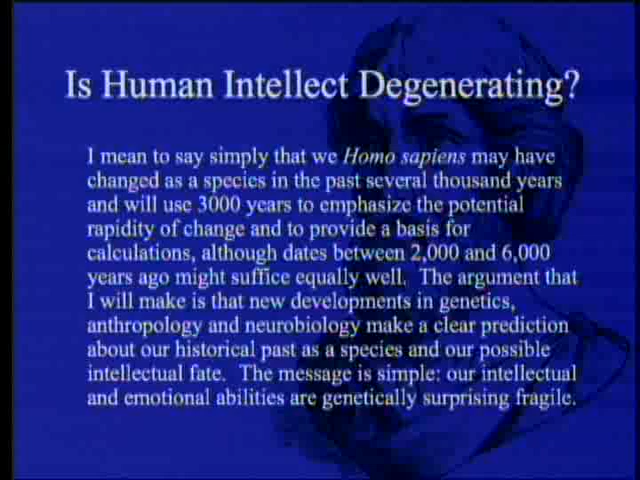 Is Human Intellect Degenerating?
I mean to say simply that we Homo sapiens may have
changed as a species in the past several thousand years
and will use 3000 years to emphasize the potential
rapidity of change and to provide a basis for
calculations, although dates between 2,000 and 6,000
years ago might suffice equally well.  The argument that
I will make is that new developments in genetics,
anthropology and neurobiology make a clear prediction
about our historical past as a species and our possible
intellectual fate.  The message is simple: our intellectual
and emotional abilities are genetically surprising fragile.